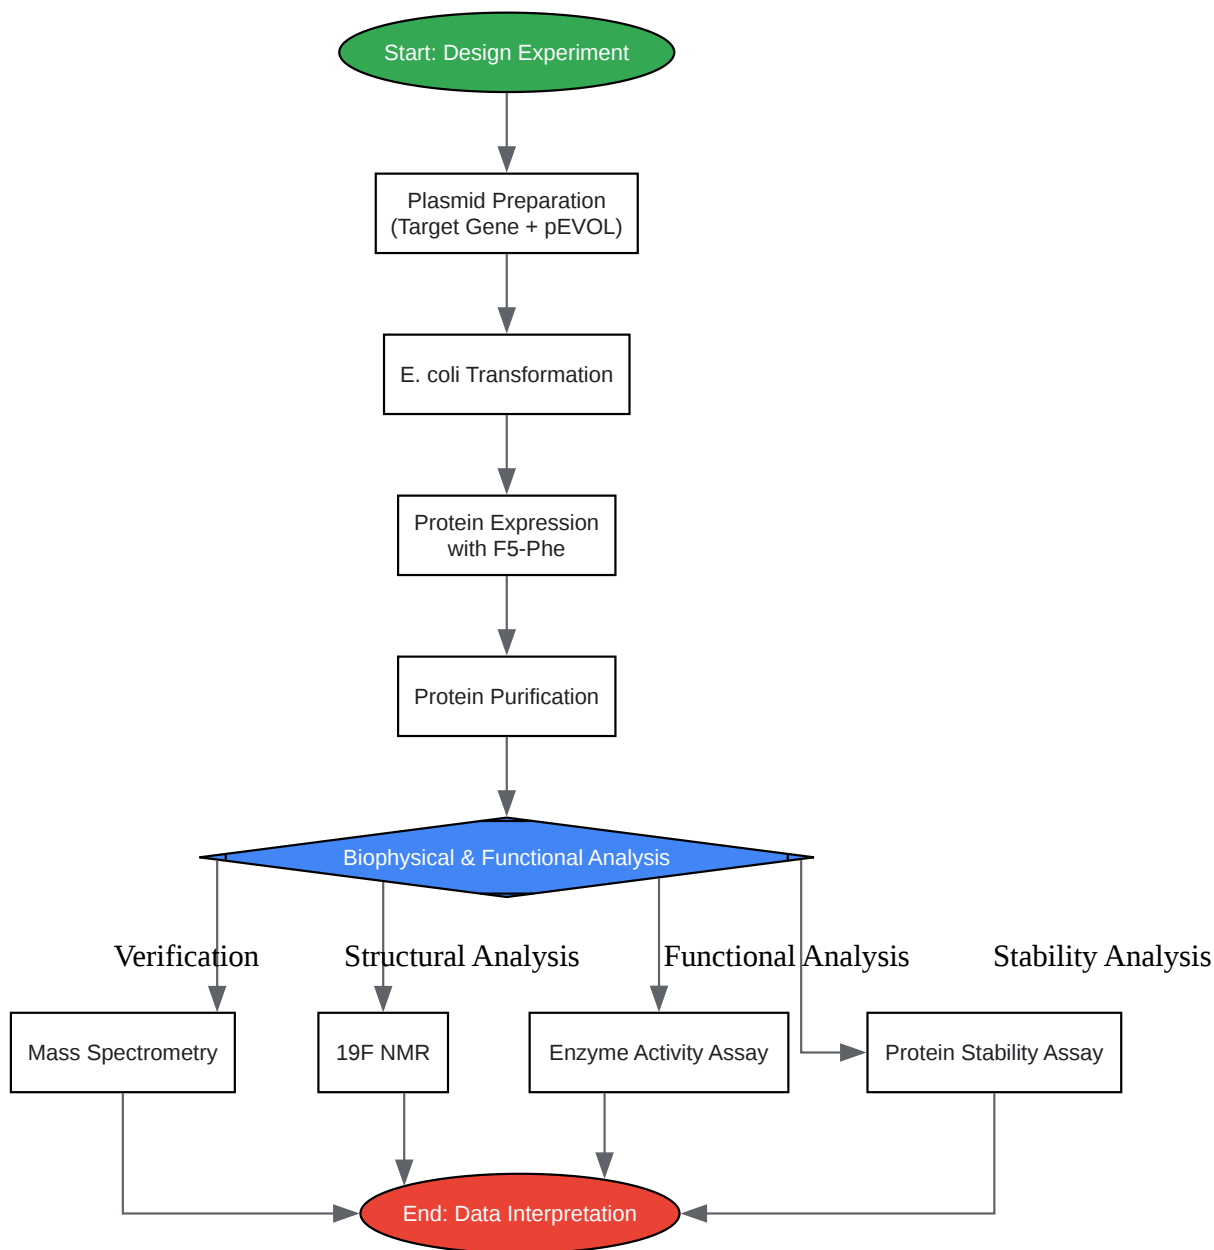 Start: Design Experiment
Plasmid Preparation
(Target Gene + pEVOL)
E. coli Transformation
Protein Expression
with F5-Phe
Protein Purification
Biophysical & Functional Analysis
Verification
Structural Analysis
Functional Analysis
Stability Analysis
Mass Spectrometry
19F NMR
Enzyme Activity Assay
Protein Stability Assay
End: Data Interpretation